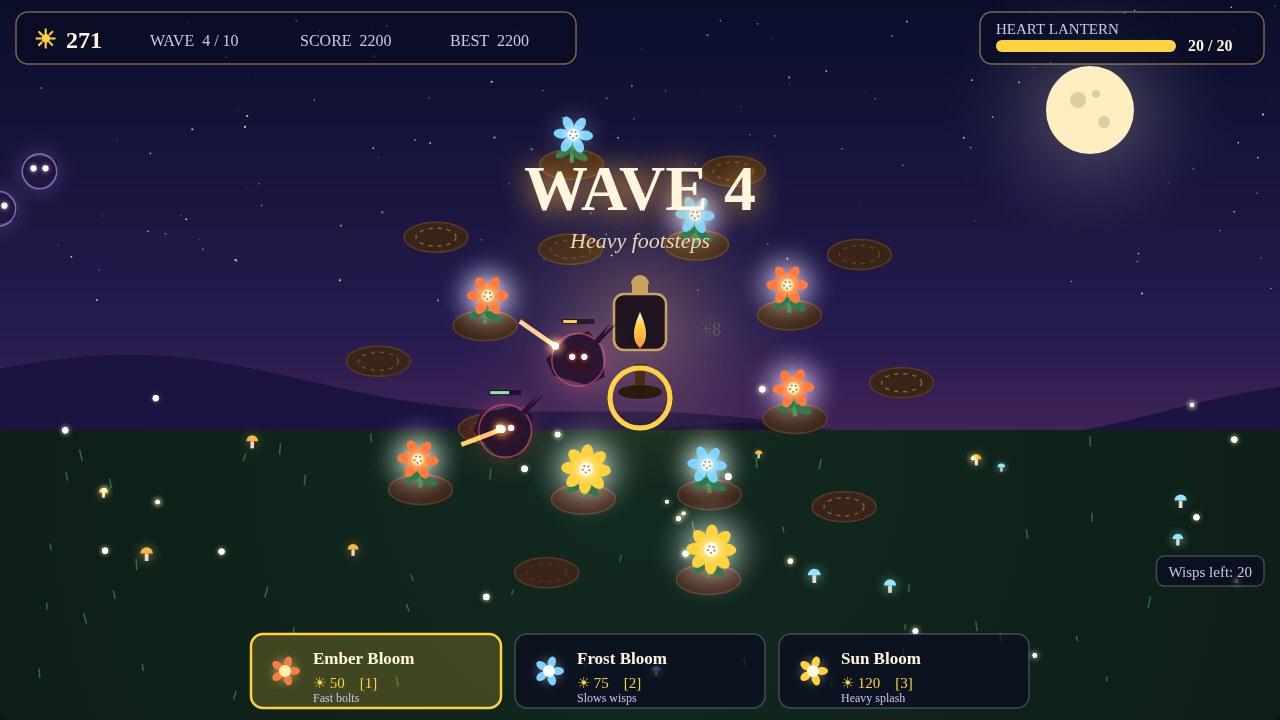 ☀ 271 WAVE 4 / 10 SCORE 2200 BEST 2200
HEART LANTERN
20 / 20
WAVE 4
Heavy footsteps
+8
Wisps left: 20
Ember Bloom
☀ 50 [1]
Fast bolts
Frost Bloom
☀ 75 [2]
Slows wisps
Sun Bloom
☀ 120 [3]
Heavy splash